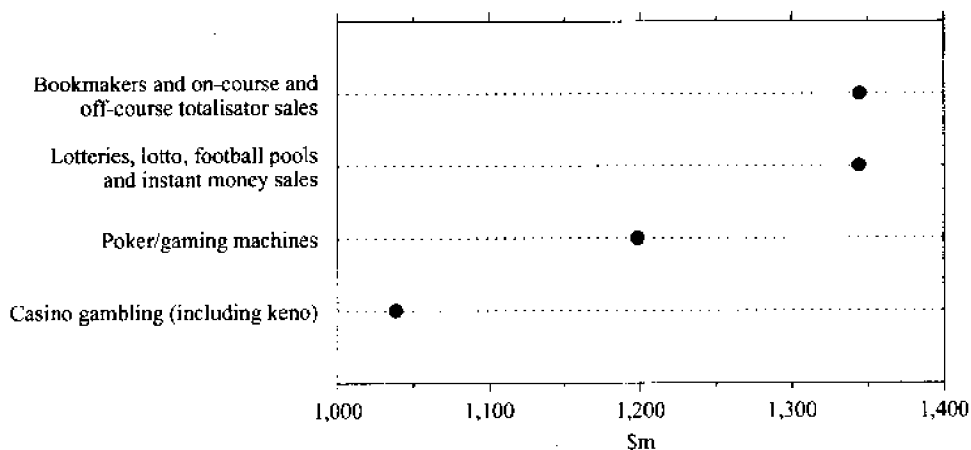 Bookmakers and on-course and
off-course totalisator sales
Lotteries, lotto, football pools
and instant money sales
Poker/gaming machines
Casino gambling (including keno)
1,000 1,100 1,200 1,300 1,400
$m